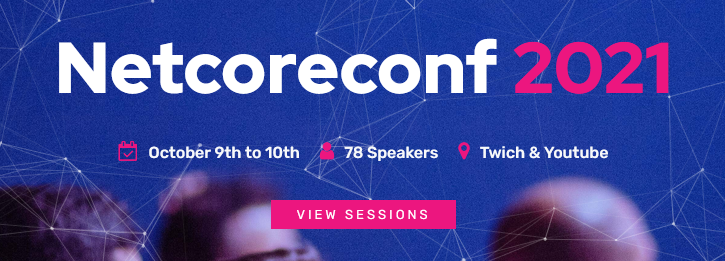 Netcoreconf 2021
October 9th to 10th 78 Speakers Twich & Youtube
VIEW SESSIONS